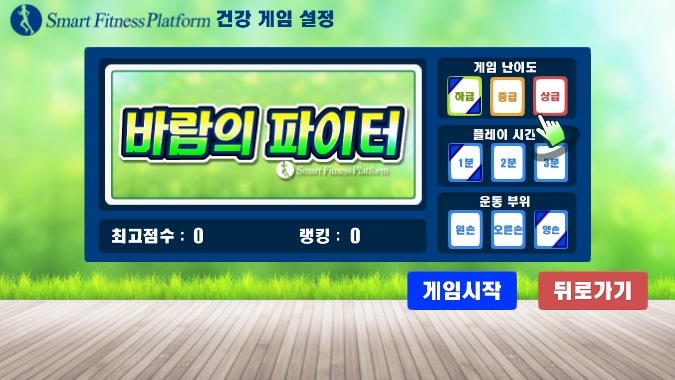 Smart Fitness Platform 건강 게임 설정
바람의 파이터
Smart Fitness Platform
최고점수 : 0 랭킹 : 0
게임 난이도
하급 중급 상급
플레이 시간
1분 2분 3분
운동 부위
왼손 오른손 양손
게임시작 뒤로가기